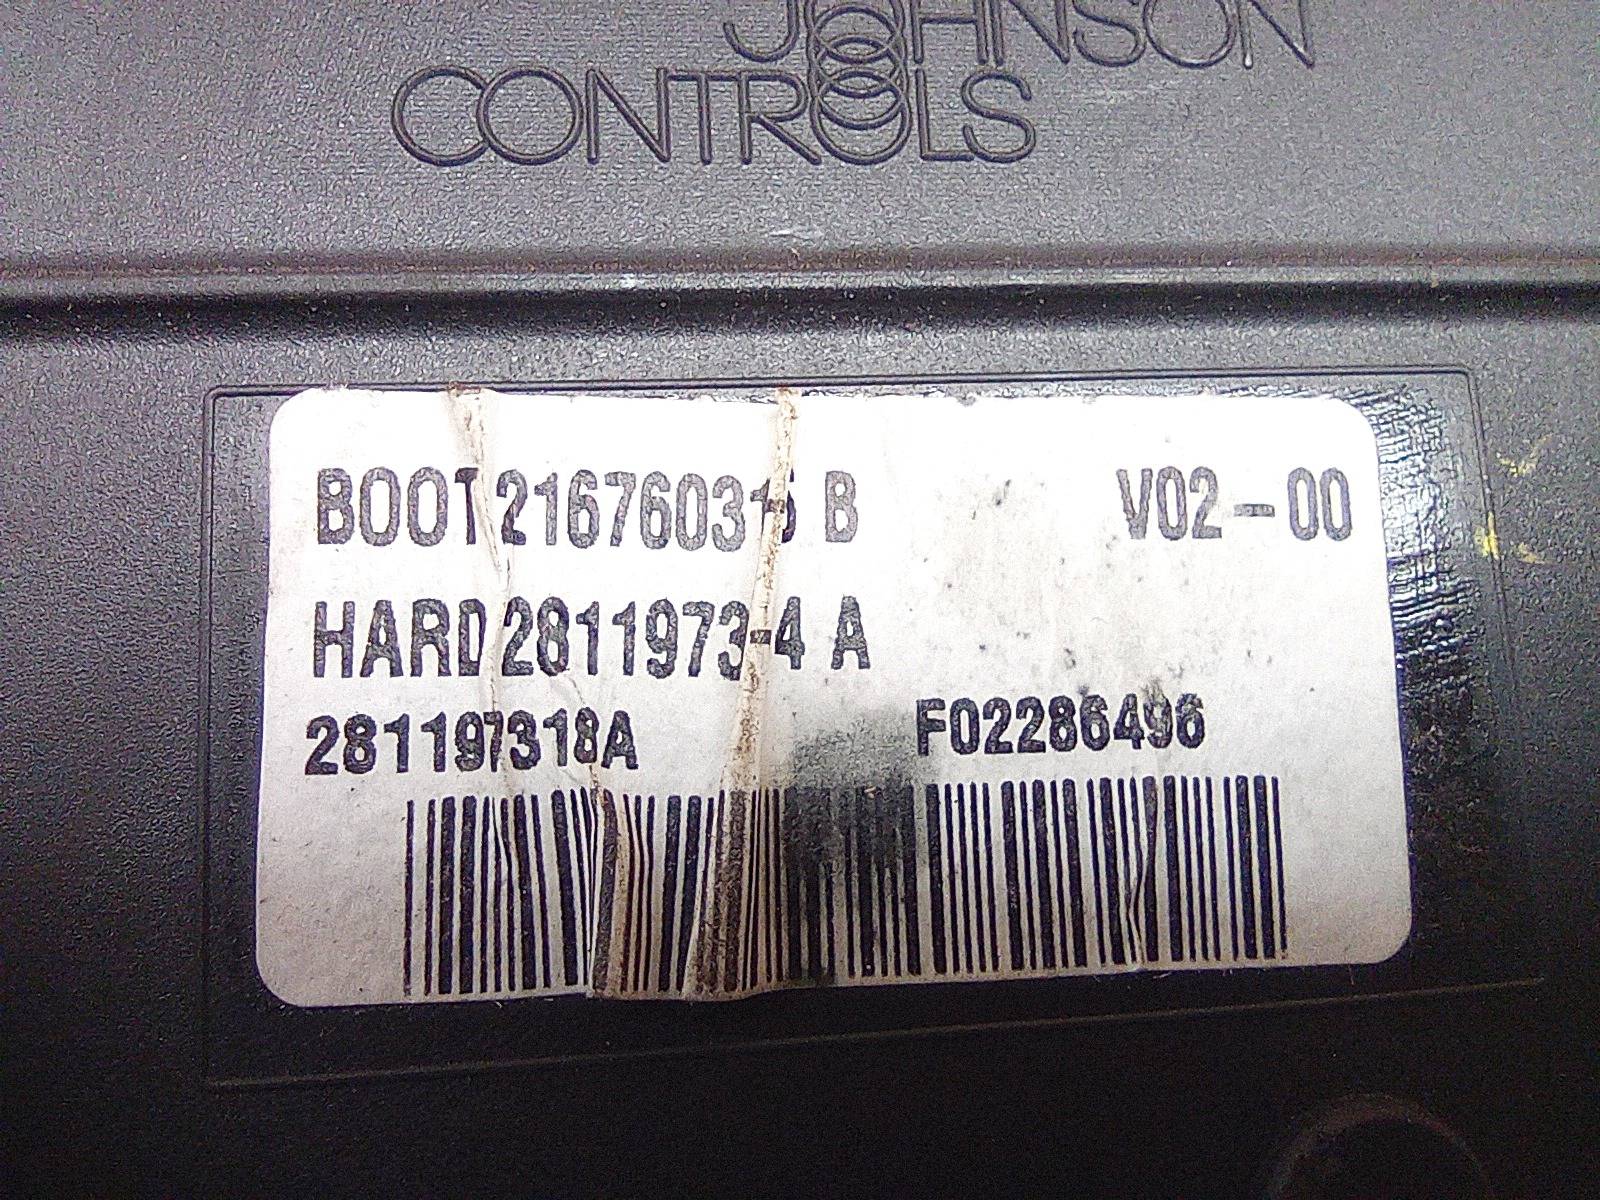 JOHNSON
CONTROLS
BOOT 216760316 B V02-00
HARD 2811973-4 A
281197318A F02286496